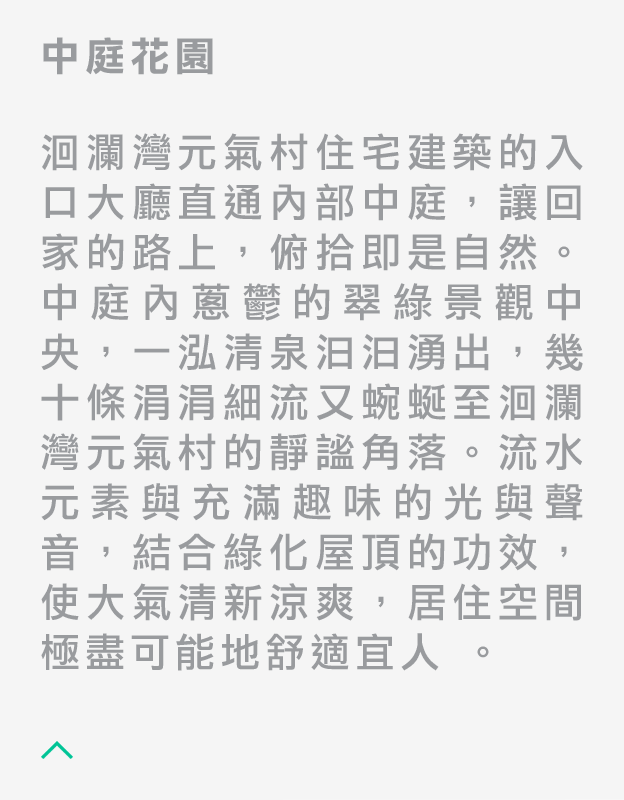 中庭花園
洄瀾灣元氣村住宅建築的入
口大廳直通內部中庭，讓回
家的路上，俯拾即是自然。
中庭內蔥鬱的翠綠景觀中
央，一泓清泉汩汩湧出，幾
十條涓涓細流又蜿蜒至洄瀾
灣元氣村的靜謐角落。流水
元素與充滿趣味的光與聲
音，結合綠化屋頂的功效，
使大氣清新涼爽，居住空間
極盡可能地舒適宜人 。